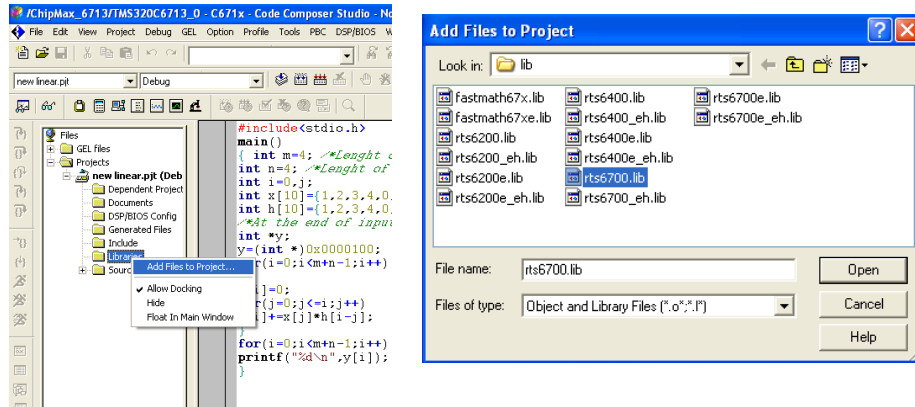 /ChipMax_6713/TMS320C6713_0 - C671x - Code Composer Studio - No
File Edit View Project Debug GEL Option Profile Tools PBC DSP/BIOS W
new linear.pjt Debug
Files
GEL files
Projects
new linear.pjt (Deb
Dependent Project
Documents
DSP/BIOS Config
Generated Files
Include
Libraries
Sourc
Add Files to Project...
Allow Docking
Hide
Float In Main Window
#include<stdio.h>
main()
{ int m=4; /*Lenght
int n=4; /*Lenght of
int i=0,j;
int x[10]={1,2,3,4,0
int h[10]={1,2,3,4,0
/*At the end of input
int *y;
y=(int *)0x0000100;
r(i=0;i<m+n-1;i++)
i]=0;
r(j=0;j<=i;j++)
i]+=x[j]*h[i-j];
}
for(i=0;i<m+n-1;i++)
printf("%d\n",y[i]);
}
Add Files to Project
Look in: lib
fastmath67x.lib rts6400.lib rts6700e.lib
fastmath67xe.lib rts6400_eh.lib rts6700e_eh.lib
rts6200.lib rts6400e.lib
rts6200_eh.lib rts6400e_eh.lib
rts6200e.lib rts6700.lib
rts6200e_eh.lib rts6700_eh.lib
File name: rts6700.lib Open
Files of type: Object and Library Files (*.o*;*.l*) Cancel
Help